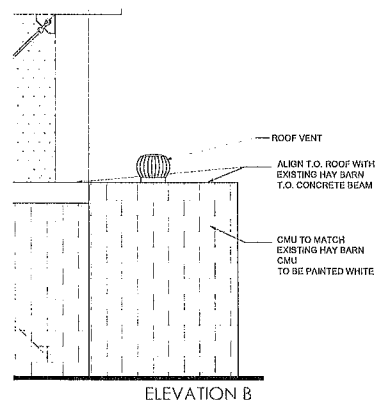 ROOF VENT
ALIGN T.O. ROOF WITH
EXISTING HAY BARN
T.O. CONCRETE BEAM
CMU TO MATCH
EXISTING HAY BARN
CMU
TO BE PAINTED WHITE
ELEVATION B